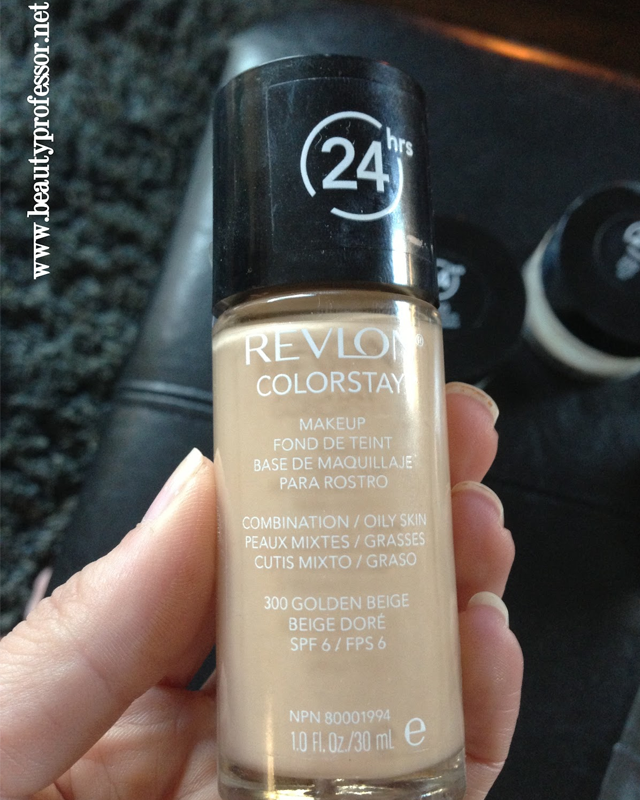 www.beautyprofessor.net
24 hrs
REVLON
COLORSTAY
MAKEUP
FOND DE TEINT
BASE DE MAQUILLAJE
PARA ROSTRO
COMBINATION / OILY SKIN
PEAUX MIXTES / GRASSES
CUTIS MIXTO / GRASO
300 GOLDEN BEIGE
BEIGE DORÉ
SPF 6 / FPS 6
NPN 80001994
1.0 FL. Oz./30 mL e